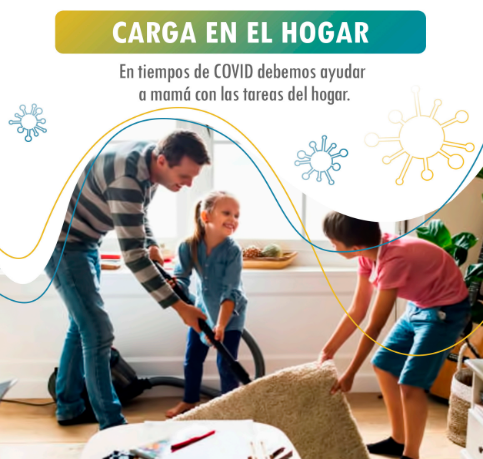 CARGA EN EL HOGAR
En tiempos de COVID debemos ayudar
a mamá con las tareas del hogar.